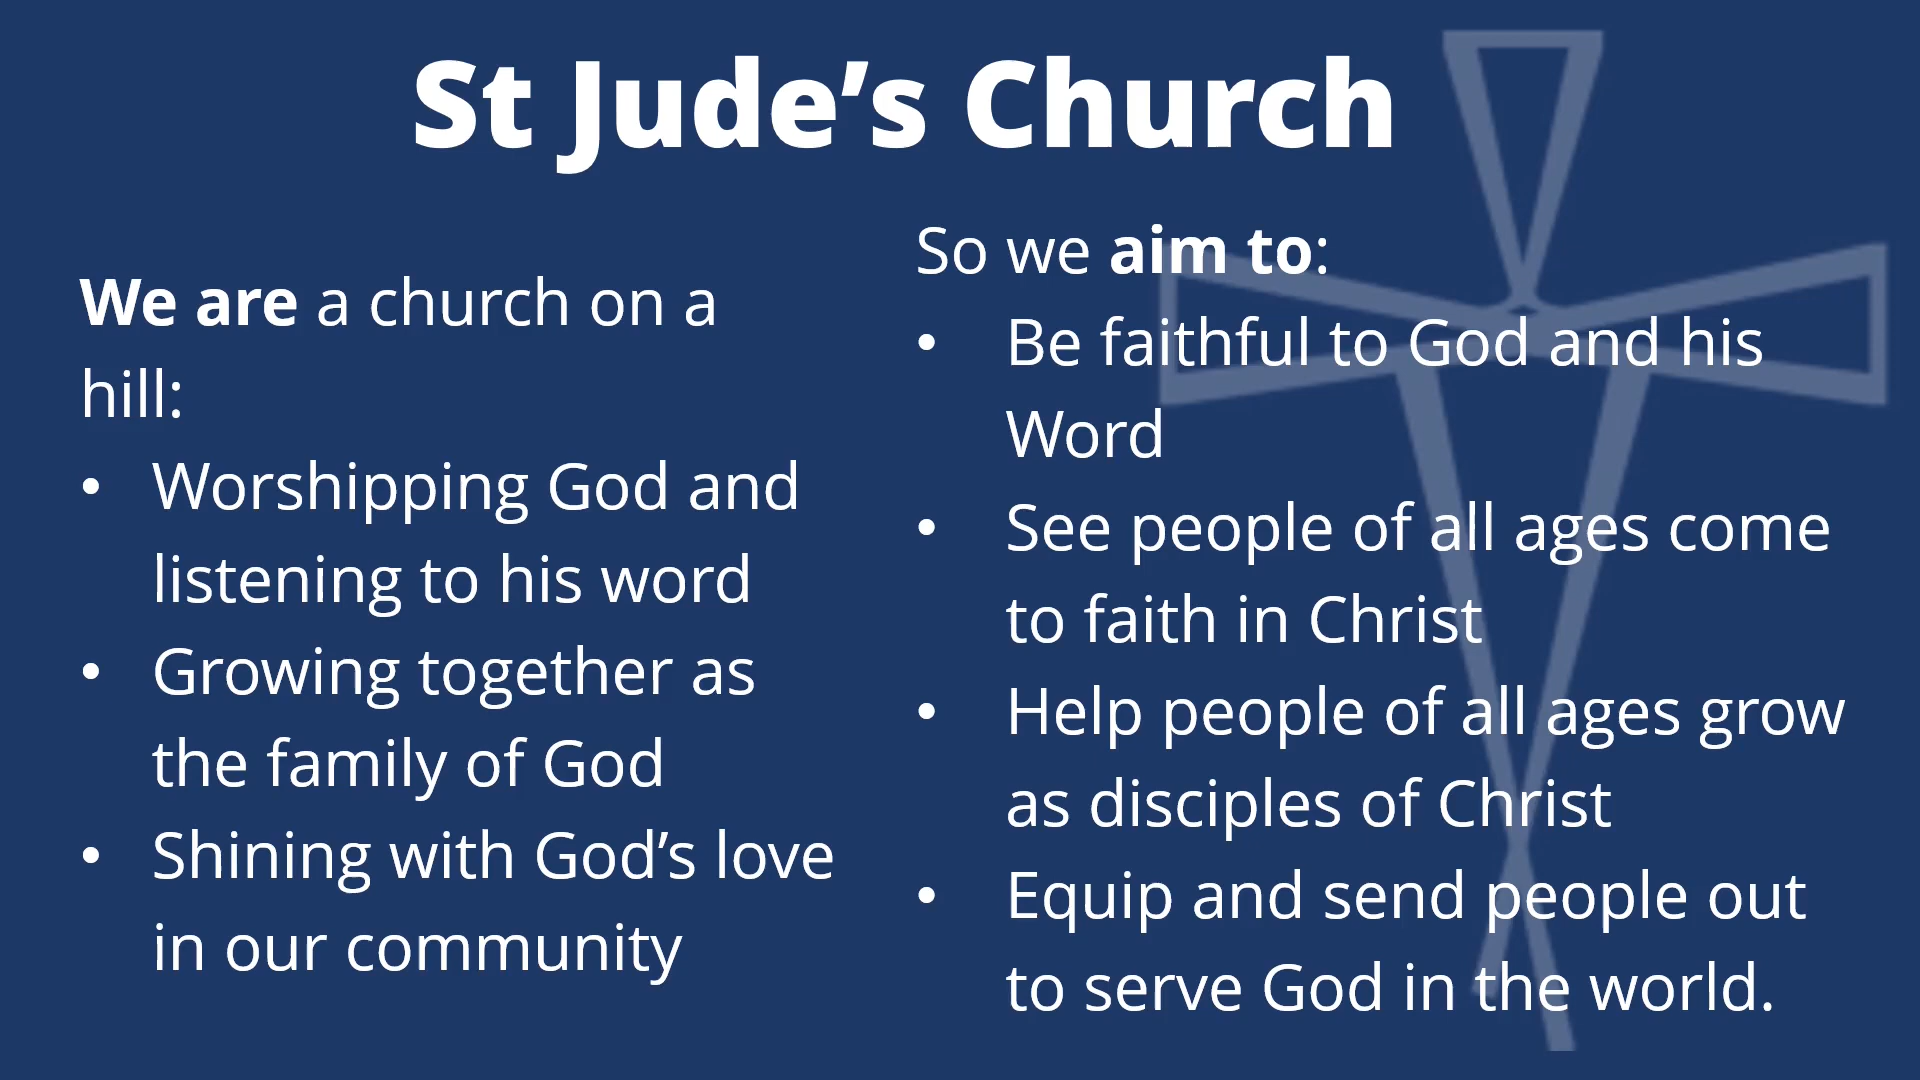 St Jude’s Church
We are a church on a
hill:
• Worshipping God and
listening to his word
• Growing together as
the family of God
• Shining with God’s love
in our community
So we aim to:
• Be faithful to God and his
Word
• See people of all ages come
to faith in Christ
• Help people of all ages grow
as disciples of Christ
• Equip and send people out
to serve God in the world.